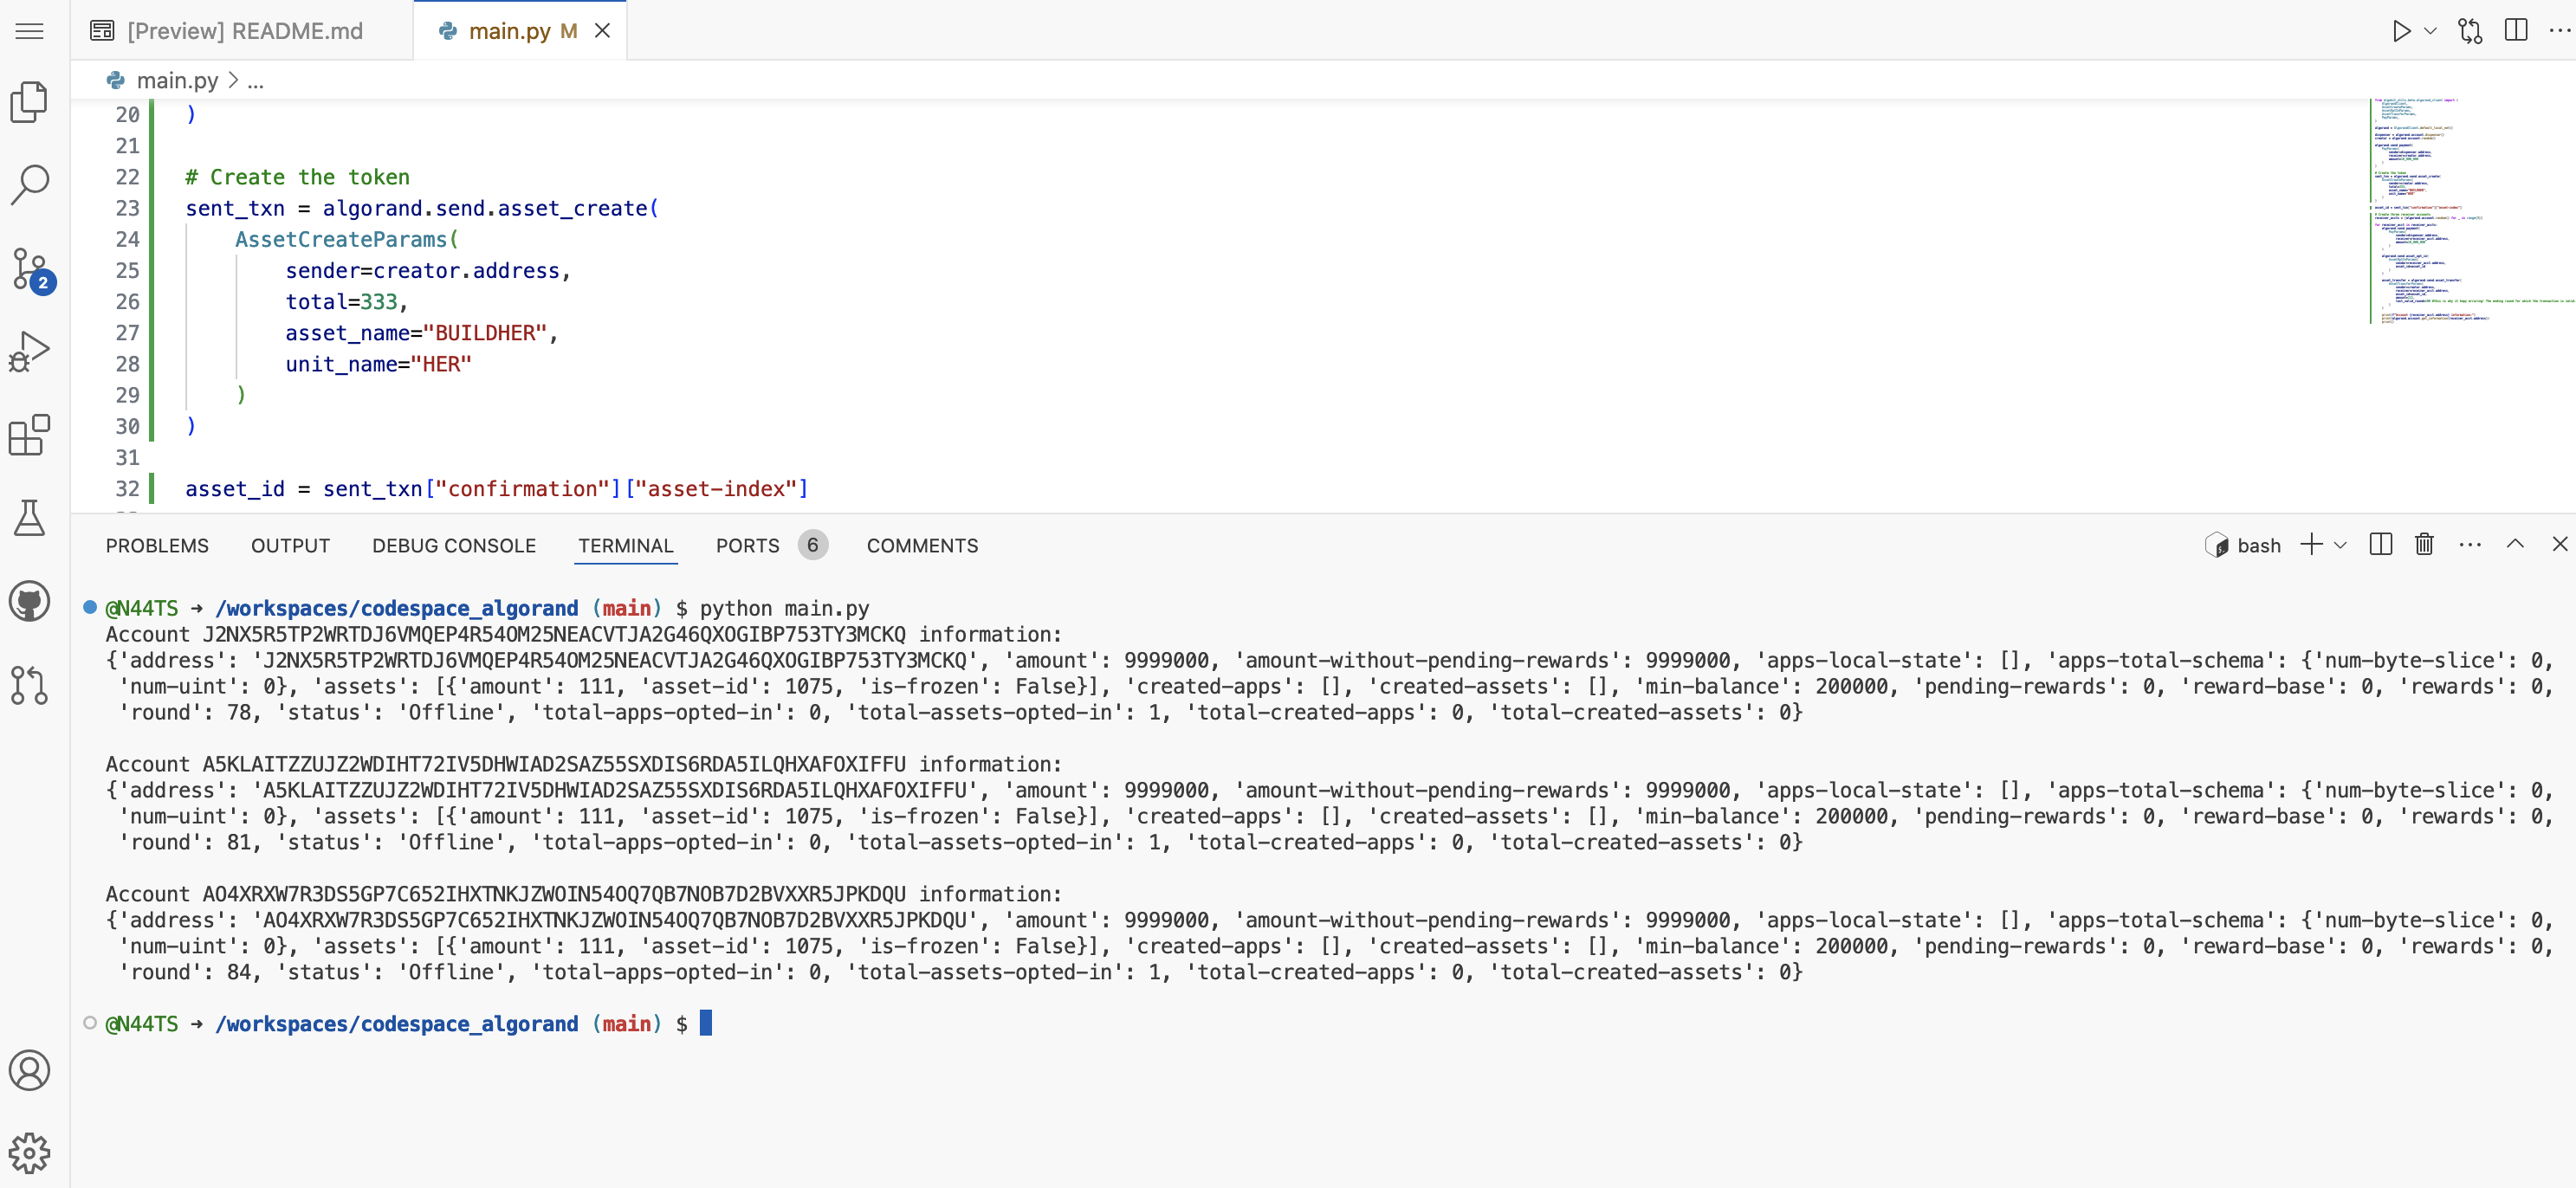 [Preview] README.md
main.py M
main.py > ...
20 )
21
22 # Create the token
23 sent_txn = algorand.send.asset_create(
24 AssetCreateParams(
25 sender=creator.address,
26 total=333,
27 asset_name="BUILDHER",
28 unit_name="HER"
29 )
30 )
31
32 asset_id = sent_txn["confirmation"]["asset-index"]
2
PROBLEMS OUTPUT DEBUG CONSOLE TERMINAL PORTS 6 COMMENTS
bash
@N44TS → /workspaces/codespace_algorand (main) $ python main.py
Account J2NX5R5TP2WRTDJ6VMQEP4R54OM25NEACVTJA2G46QXOGIBP753TY3MCKQ information:
{'address': 'J2NX5R5TP2WRTDJ6VMQEP4R54OM25NEACVTJA2G46QXOGIBP753TY3MCKQ', 'amount': 9999000, 'amount-without-pending-rewards': 9999000, 'apps-local-state': [], 'apps-total-schema': {'num-byte-slice': 0,
'num-uint': 0}, 'assets': [{'amount': 111, 'asset-id': 1075, 'is-frozen': False}], 'created-apps': [], 'created-assets': [], 'min-balance': 200000, 'pending-rewards': 0, 'reward-base': 0, 'rewards': 0,
'round': 78, 'status': 'Offline', 'total-apps-opted-in': 0, 'total-assets-opted-in': 1, 'total-created-apps': 0, 'total-created-assets': 0}
Account A5KLAITZZUJZ2WDIHT72IV5DHWIAD2SAZ55SXDIS6RDA5ILQHXAFOXIFFU information:
{'address': 'A5KLAITZZUJZ2WDIHT72IV5DHWIAD2SAZ55SXDIS6RDA5ILQHXAFOXIFFU', 'amount': 9999000, 'amount-without-pending-rewards': 9999000, 'apps-local-state': [], 'apps-total-schema': {'num-byte-slice': 0,
'num-uint': 0}, 'assets': [{'amount': 111, 'asset-id': 1075, 'is-frozen': False}], 'created-apps': [], 'created-assets': [], 'min-balance': 200000, 'pending-rewards': 0, 'reward-base': 0, 'rewards': 0,
'round': 81, 'status': 'Offline', 'total-apps-opted-in': 0, 'total-assets-opted-in': 1, 'total-created-apps': 0, 'total-created-assets': 0}
Account AO4XRXW7R3DS5GP7C652IHXTNKJZWOIN54OQ7QB7NOB7D2BVXXR5JPKDQU information:
{'address': 'AO4XRXW7R3DS5GP7C652IHXTNKJZWOIN54OQ7QB7NOB7D2BVXXR5JPKDQU', 'amount': 9999000, 'amount-without-pending-rewards': 9999000, 'apps-local-state': [], 'apps-total-schema': {'num-byte-slice': 0,
'num-uint': 0}, 'assets': [{'amount': 111, 'asset-id': 1075, 'is-frozen': False}], 'created-apps': [], 'created-assets': [], 'min-balance': 200000, 'pending-rewards': 0, 'reward-base': 0, 'rewards': 0,
'round': 84, 'status': 'Offline', 'total-apps-opted-in': 0, 'total-assets-opted-in': 1, 'total-created-apps': 0, 'total-created-assets': 0}
@N44TS → /workspaces/codespace_algorand (main) $